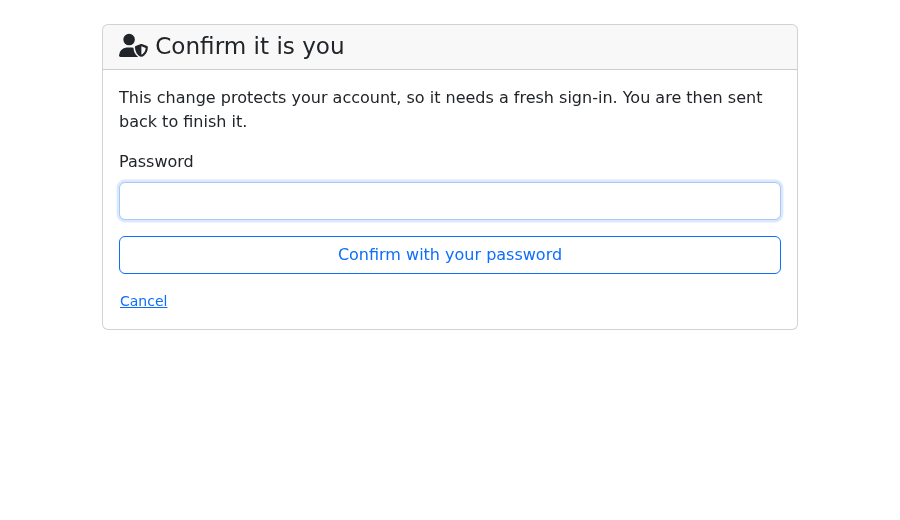 Confirm it is you
This change protects your account, so it needs a fresh sign-in. You are then sent
back to finish it.
Password
Confirm with your password
Cancel